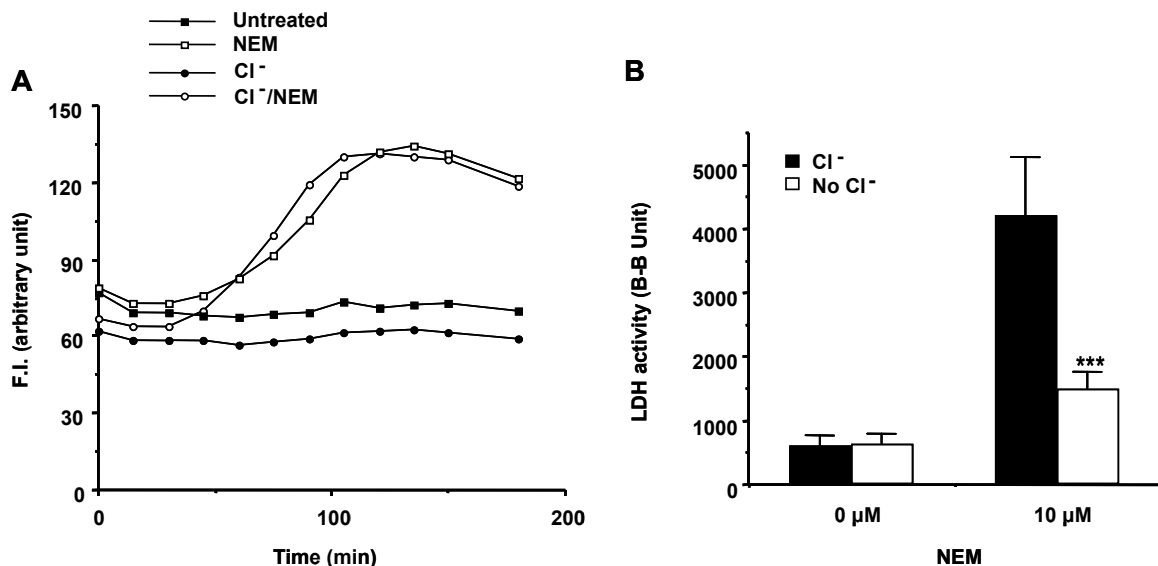 Untreated
NEM
Cl -
Cl -/NEM
A
150
120
90
60
30
0
F.I. (arbitrary unit)
0
100
200
Time (min)
B
Cl -
No Cl -
5000
4000
3000
2000
1000
0
LDH activity (B-B Unit)
***
0 µM
10 µM
NEM